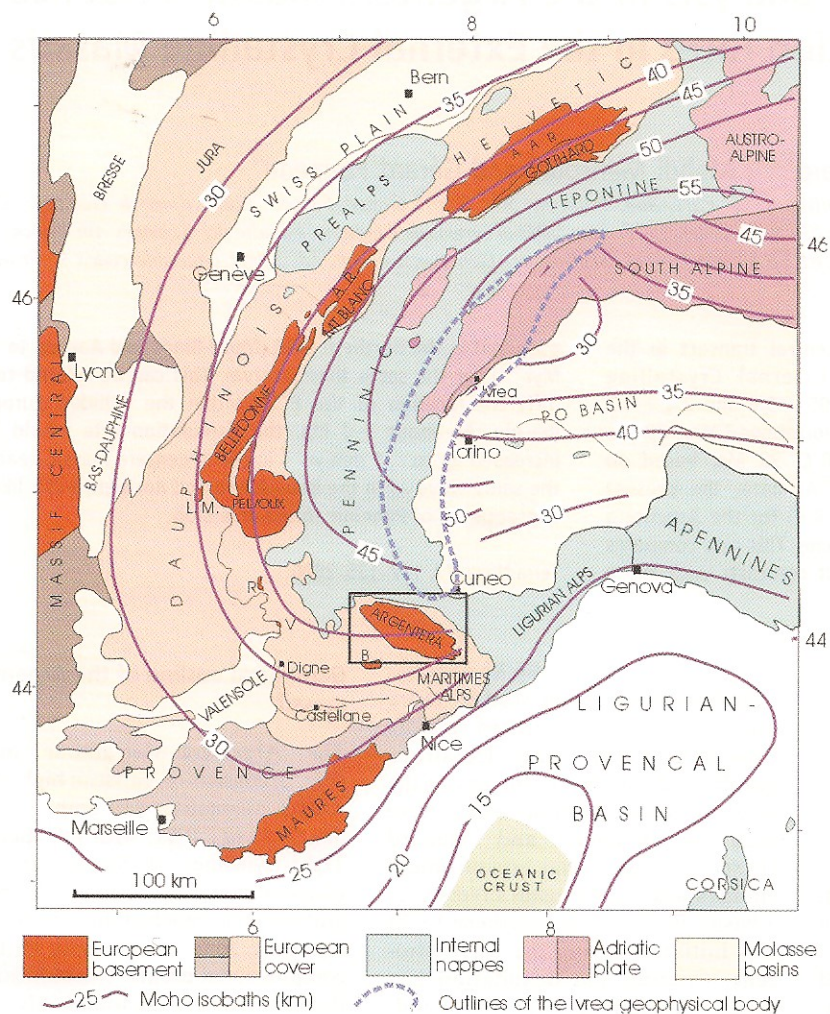 6
8
10
Bern
35
40
45
AUSTRO-
ALPINE
JURA
BRESSE
SWISS PLAIN
HELVETIC
AAR
GOTTHARD
50
LEPONTINE
55
30
PREALPS
45
46
Genève
SOUTH ALPINE
35
46
AR
MT BLANC
30
Lyon
PENNINIC
Ivrea
35
PO BASIN
40
Torino
BAS-DAUPHINE
DAUPHINOIS
BELLEDONNE
MASSIF CENTRAL
L.M.
PELVOUX
50
30
APENNINES
45
Cuneo
Genova
LIGURIAN ALPS
R
V
ARGENTERA
B
44
Digne
MARITIMES
ALPS
44
VALENSOLE
Castellane
LIGURIAN-
30
Nice
PROVENCE
PROVENCAL
MAURES
15
BASIN
Marseille
25
20
100 km
OCEANIC
CRUST
CORSICA
6
8
European
basement
European
cover
Internal
nappes
Adriatic
plate
Molasse
basins
25 Moho isobaths (km)
Outlines of the Ivrea geophysical body